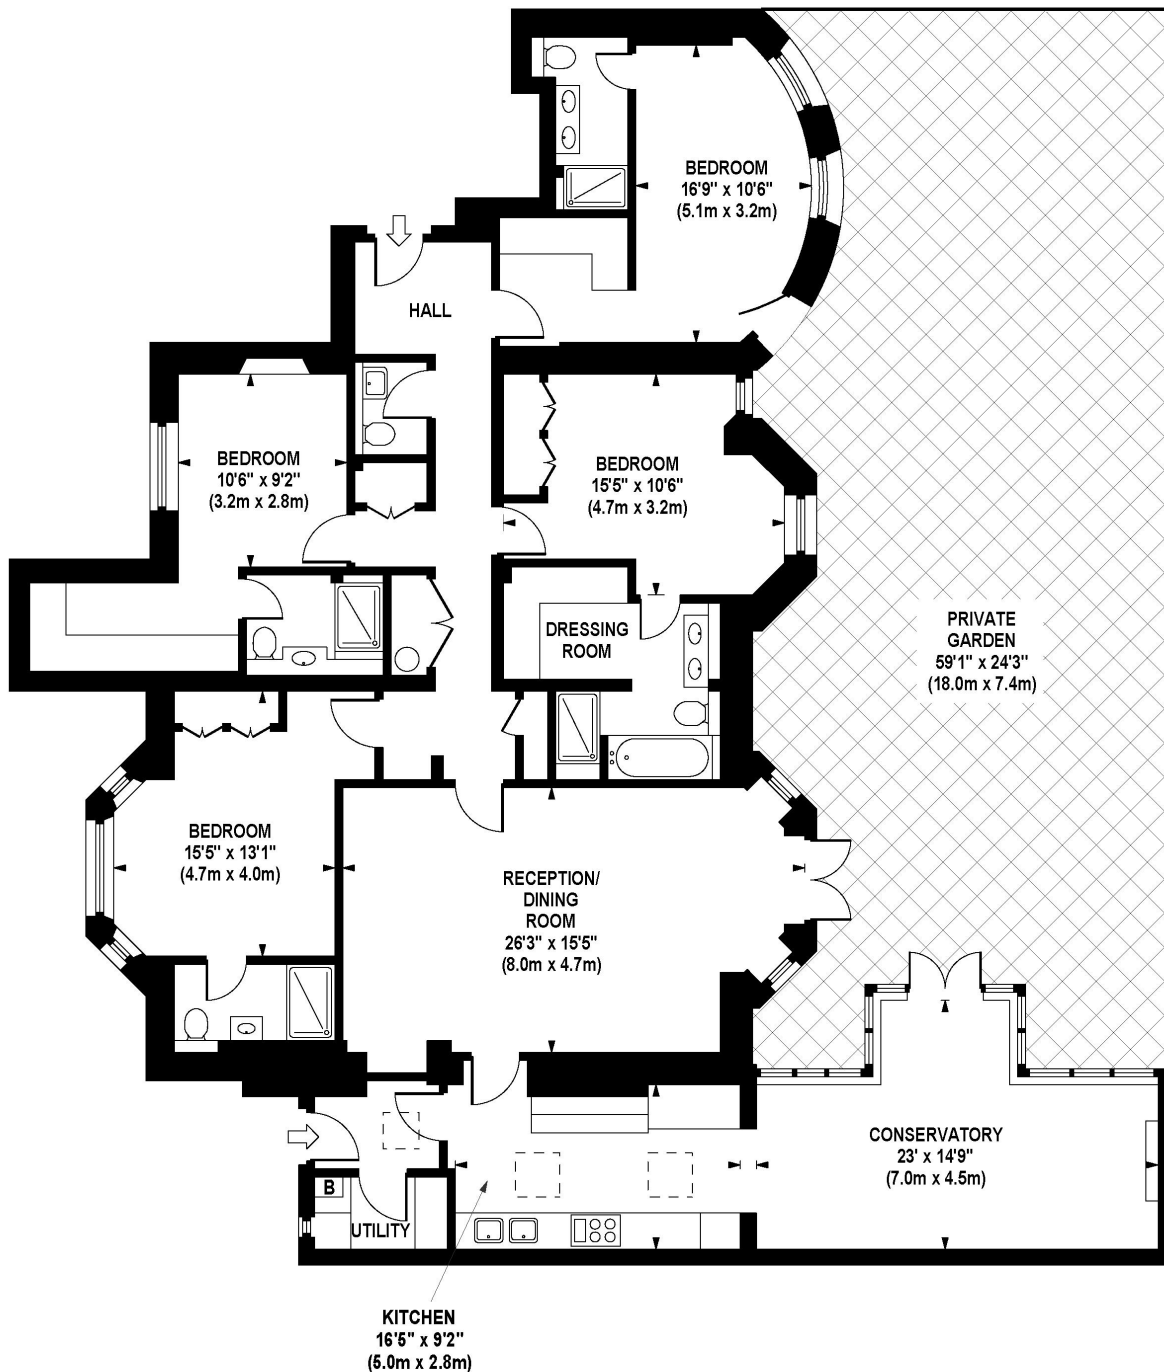 BEDROOM
16'9" x 10'6"
(5.1m x 3.2m)
HALL
BEDROOM
10'6" x 9'2"
(3.2m x 2.8m)
BEDROOM
15'5" x 10'6"
(4.7m x 3.2m)
DRESSING
ROOM
PRIVATE
GARDEN
59'1" x 24'3"
(18.0m x 7.4m)
BEDROOM
15'5" x 13'1"
(4.7m x 4.0m)
RECEPTION/
DINING
ROOM
26'3" x 15'5"
(8.0m x 4.7m)
CONSERVATORY
23' x 14'9"
(7.0m x 4.5m)
B
UTILITY
KITCHEN
16'5" x 9'2"
(5.0m x 2.8m)